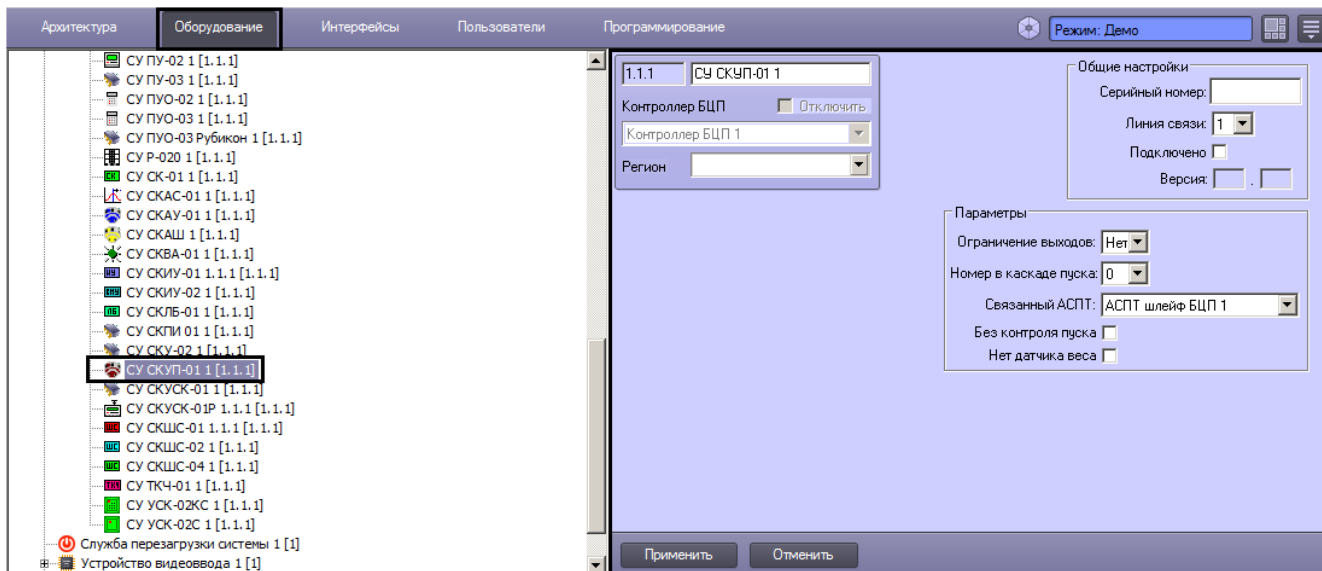 Архитектура Оборудование Интерфейсы Пользователи Программирование Режим: Демо
СУ ПУ-02 1 [1.1.1]
СУ ПУ-03 1 [1.1.1]
СУ ПУО-02 1 [1.1.1]
СУ ПУО-03 1 [1.1.1]
СУ ПУО-03 Рубикон 1 [1.1.1]
СУ Р-020 1 [1.1.1]
СУ СК-01 1 [1.1.1]
СУ СКАС-01 1 [1.1.1]
СУ СКАУ-01 1 [1.1.1]
СУ СКАШ 1 [1.1.1]
СУ СКВА-01 1 [1.1.1]
СУ СКИУ-01 1.1.1 [1.1.1]
СУ СКИУ-02 1 [1.1.1]
СУ СКЛБ-01 1 [1.1.1]
СУ СКПИ 01 1 [1.1.1]
СУ СКУ-02 1 [1.1.1]
СУ СКУП-01 1 [1.1.1]
СУ СКУСК-01 1 [1.1.1]
СУ СКУСК-01Р 1.1.1 [1.1.1]
СУ СКШС-01 1.1.1 [1.1.1]
СУ СКШС-02 1 [1.1.1]
СУ СКШС-04 1 [1.1.1]
СУ ТКЧ-01 1 [1.1.1]
СУ УСК-02КС 1 [1.1.1]
СУ УСК-02С 1 [1.1.1]
Служба перезагрузки системы 1 [1]
Устройство видеоввода 1 [1]
1.1.1 СУ СКУП-01 1
Контроллер БЦП Отключить
Контроллер БЦП 1
Регион
Общие настройки
Серийный номер:
Линия связи: 1
Подключено
Версия: .
Параметры
Ограничение выходов: Нет
Номер в каскаде пуска: 0
Связанный АСПТ: АСПТ шлейф БЦП 1
Без контроля пуска
Нет датчика веса
Применить Отменить